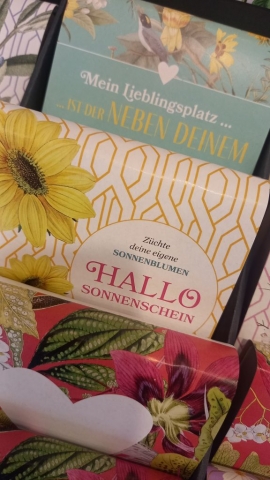 Mein Lieblingsplatz...
...IST DER NEBEN DEINEM
Züchte
deine eigene
SONNENBLUMEN
HALLO
SONNENSCHEIN